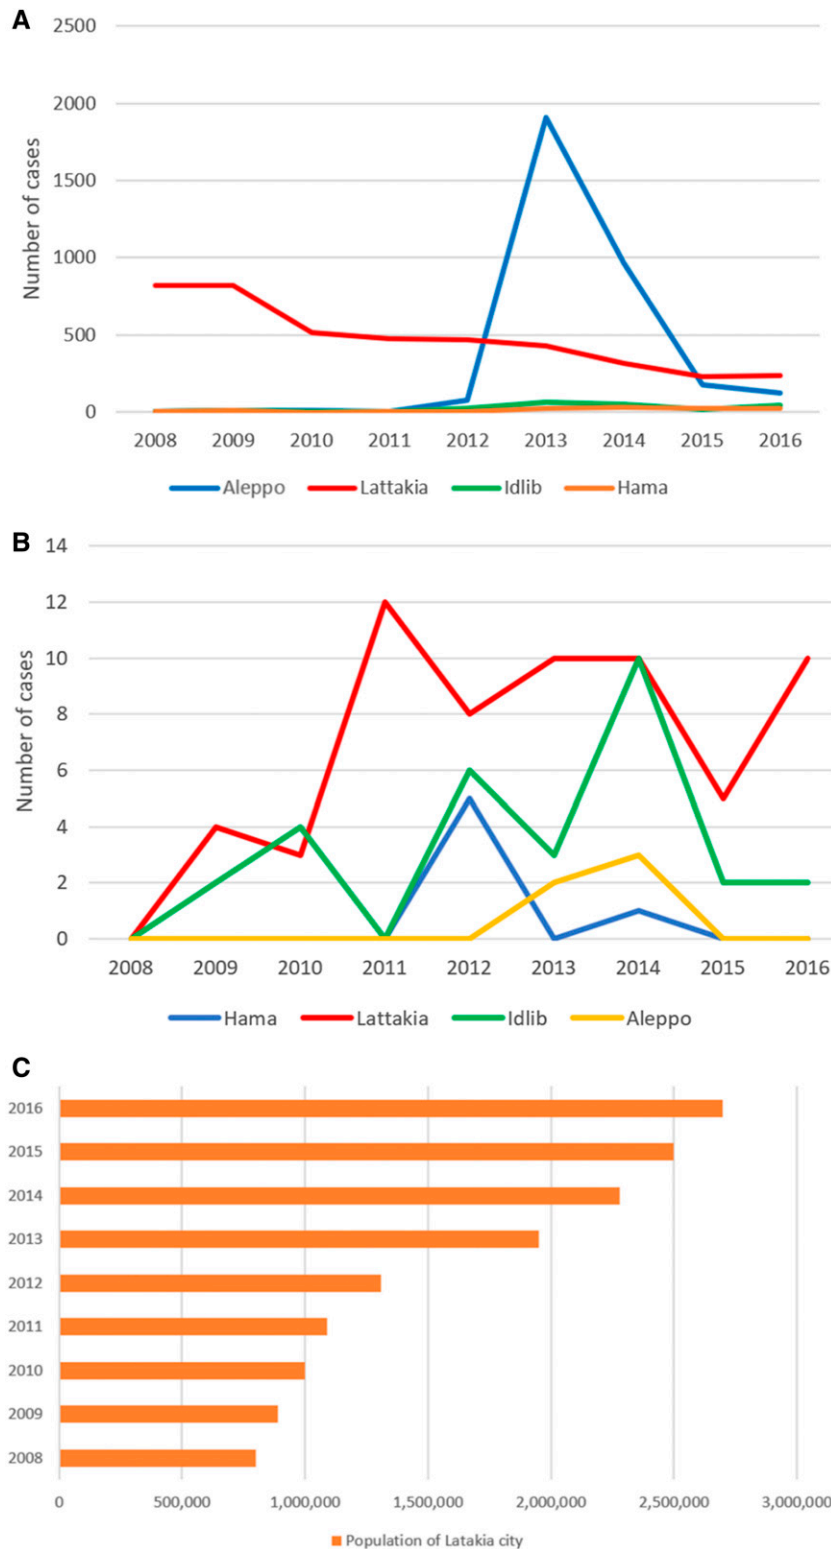 A
2500
2000
1500
1000
500
0
Number of cases
2008 2009 2010 2011 2012 2013 2014 2015 2016
Aleppo Lattakia Idlib Hama
B
14
12
10
8
6
4
2
0
Number of cases
2008 2009 2010 2011 2012 2013 2014 2015 2016
Hama Lattakia Idlib Aleppo
C
2016
2015
2014
2013
2012
2011
2010
2009
2008
0 500,000 1,000,000 1,500,000 2,000,000 2,500,000 3,000,000
Population of Latakia city